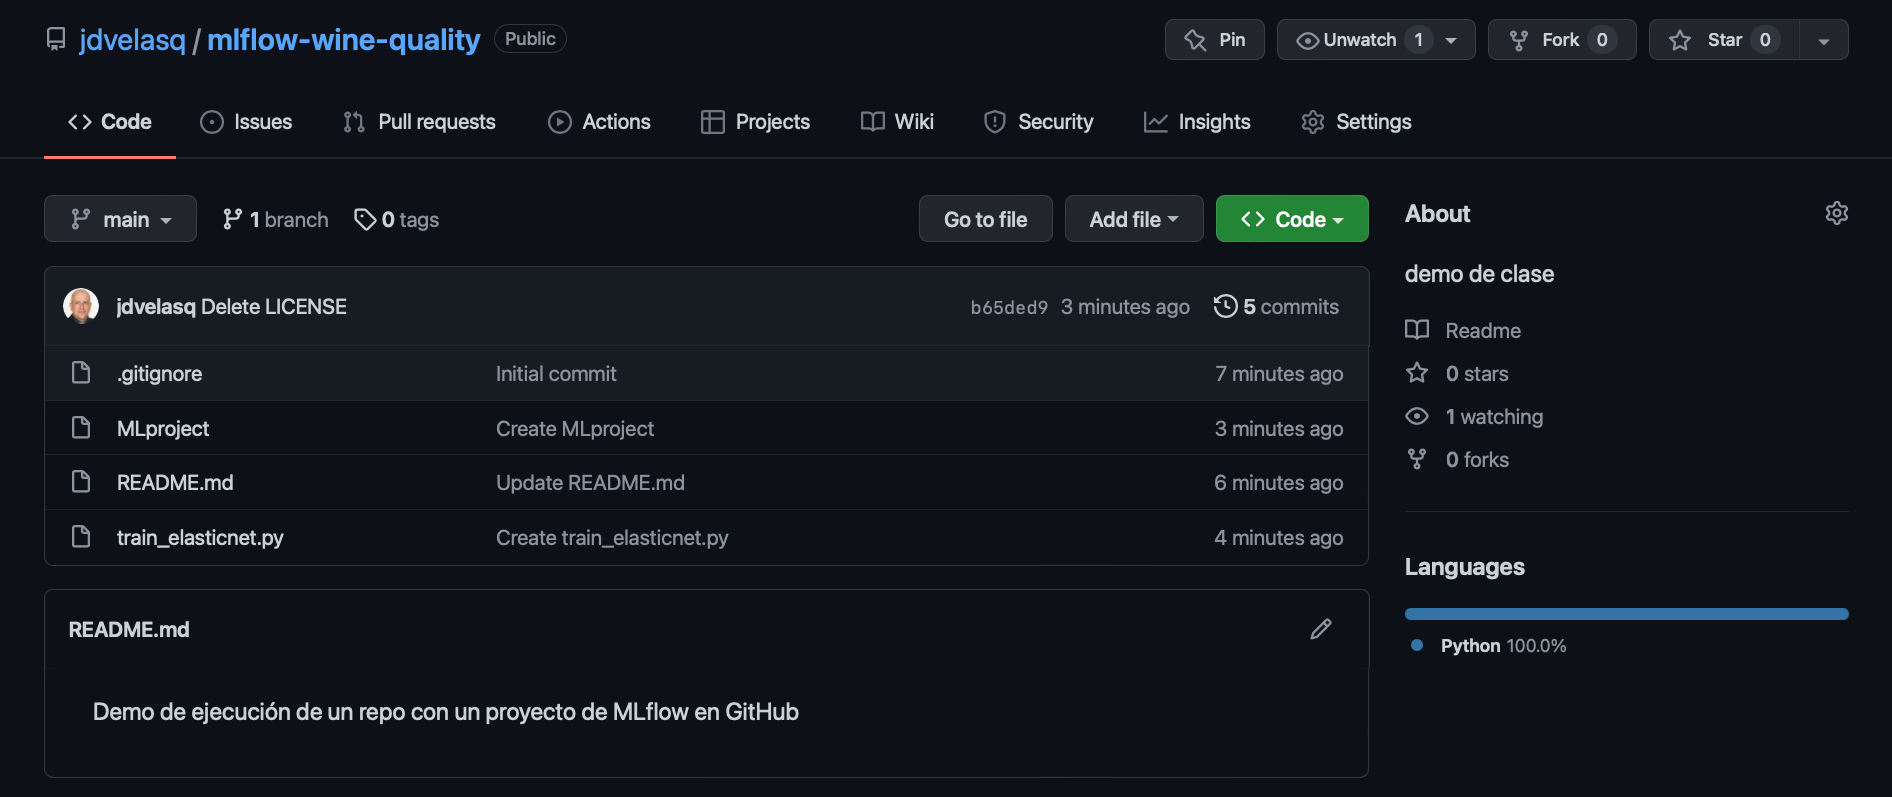 jdvelasq / mlflow-wine-quality Public Pin Unwatch 1 Fork 0 Star 0
Code Issues Pull requests Actions Projects Wiki Security Insights Settings
main 1 branch 0 tags Go to file Add file Code
jdvelasq Delete LICENSE b65ded9 3 minutes ago 5 commits
.gitignore Initial commit 7 minutes ago
MLproject Create MLproject 3 minutes ago
README.md Update README.md 6 minutes ago
train_elasticnet.py Create train_elasticnet.py 4 minutes ago
README.md
Demo de ejecución de un repo con un proyecto de MLflow en GitHub
About
demo de clase
Readme
0 stars
1 watching
0 forks
Languages
Python 100.0%